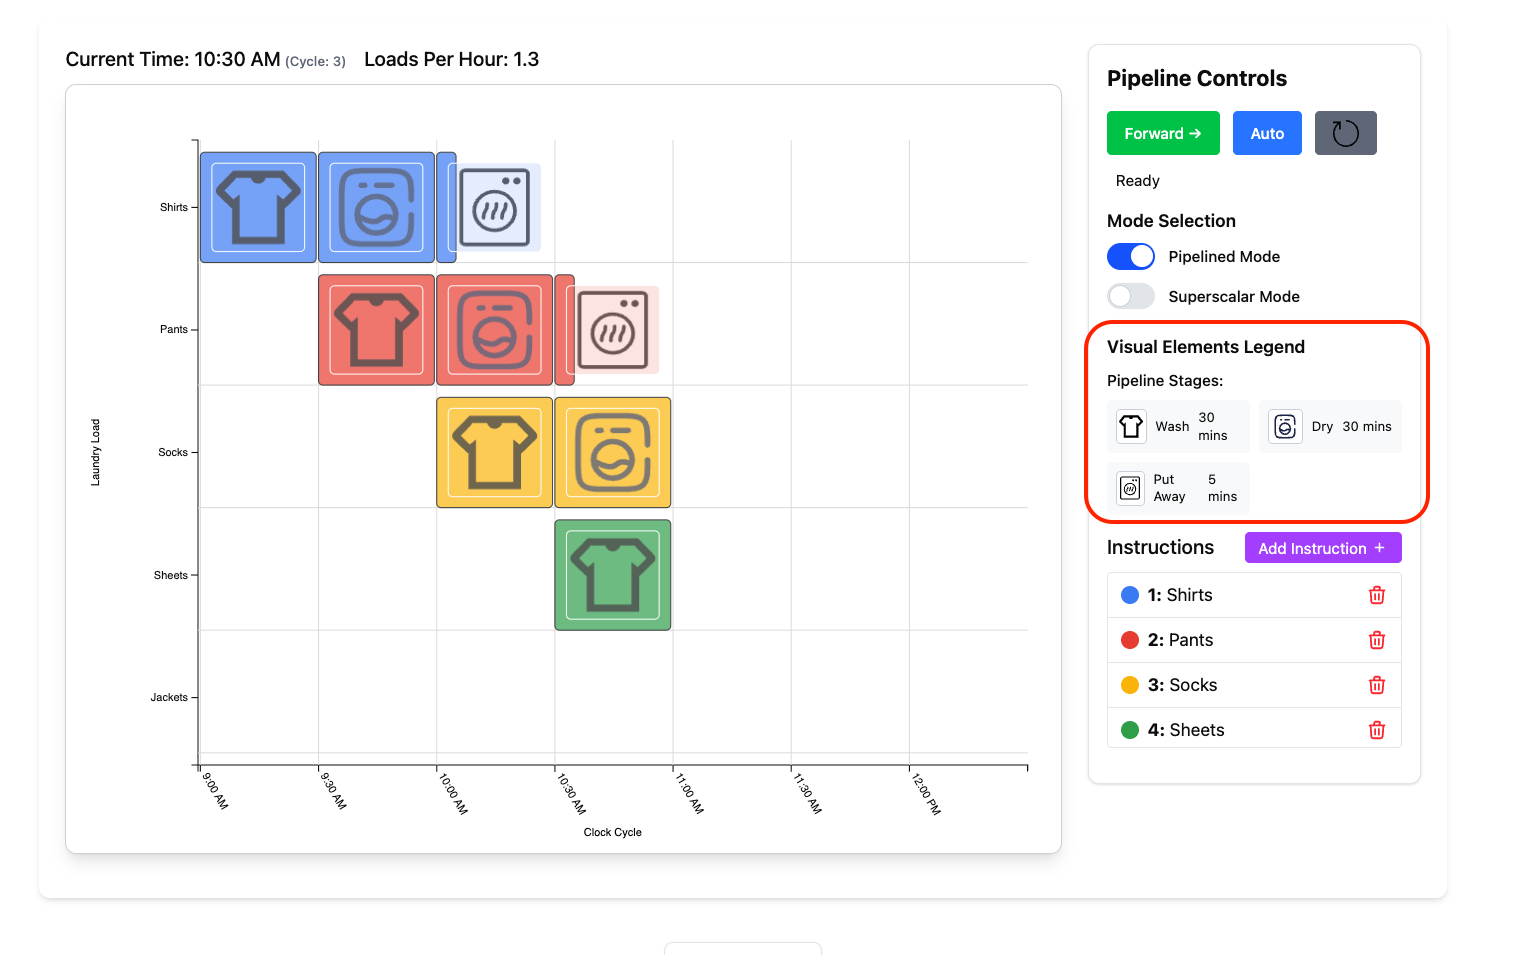 Current Time: 10:30 AM (Cycle: 3) Loads Per Hour: 1.3
Shirts
Pants
Socks
Sheets
Jackets
Laundry Load
9:00 AM
9:30 AM
10:00 AM
10:30 AM
11:00 AM
11:30 AM
12:00 PM
Clock Cycle
Pipeline Controls
Forward →
Auto
Ready
Mode Selection
Pipelined Mode
Superscalar Mode
Visual Elements Legend
Pipeline Stages:
Wash 30
mins
Dry 30 mins
Put 5
Away mins
Instructions
Add Instruction +
1: Shirts
2: Pants
3: Socks
4: Sheets